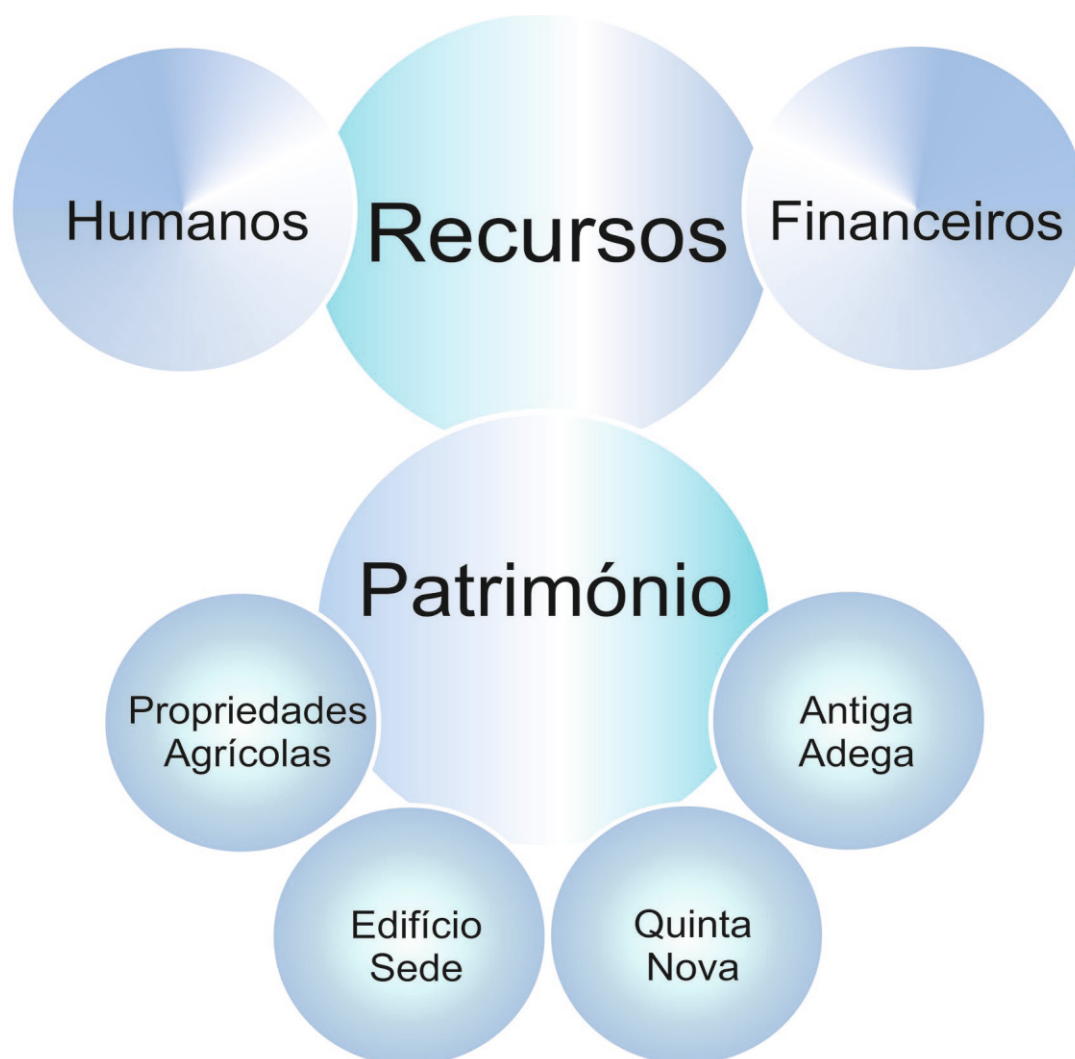 Humanos
Recursos
Financeiros
Património
Propriedades
Agrícolas
Antiga
Adega
Edifício
Sede
Quinta
Nova